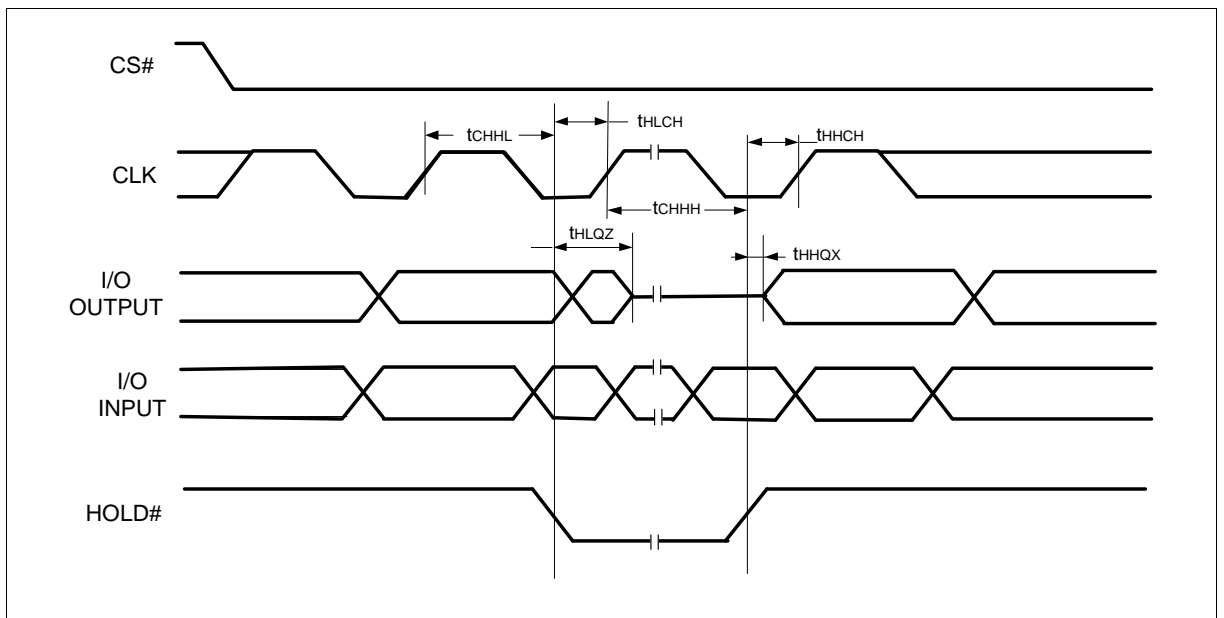 CS#
tCHHL
tHLCH
tHHCH
CLK
tCHHH
tHLQZ
tHHQX
I/O
OUTPUT
I/O
INPUT
HOLD#